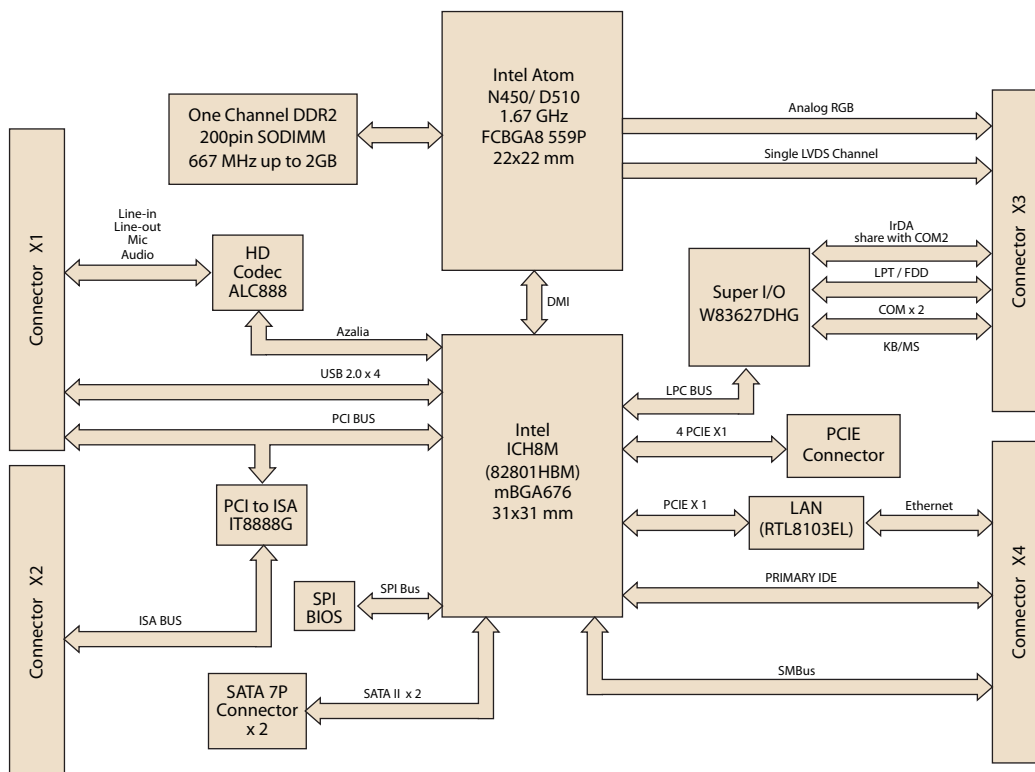 Intel Atom
N450/ D510
1.67 GHz
FCBGA8 559P
22x22 mm
One Channel DDR2
200pin SODIMM
667 MHz up to 2GB
Analog RGB
Single LVDS Channel
Connector X1
Line-in
Line-out
Mic
Audio
HD
Codec
ALC888
Azalia
DMI
Super I/O
W83627DHG
IrDA
share with COM2
LPT / FDD
COM x 2
KB/MS
Connector X3
USB 2.0 x 4
PCI BUS
LPC BUS
Intel
ICH8M
(82801HBM)
mBGA676
31x31 mm
4 PCIE X1
PCIE
Connector
PCI to ISA
IT8888G
PCIE X 1
LAN
(RTL8103EL)
Ethernet
Connector X2
ISA BUS
SPI
BIOS
SPI Bus
PRIMARY IDE
Connector X4
SATA 7P
Connector
x 2
SATA II x 2
SMBus